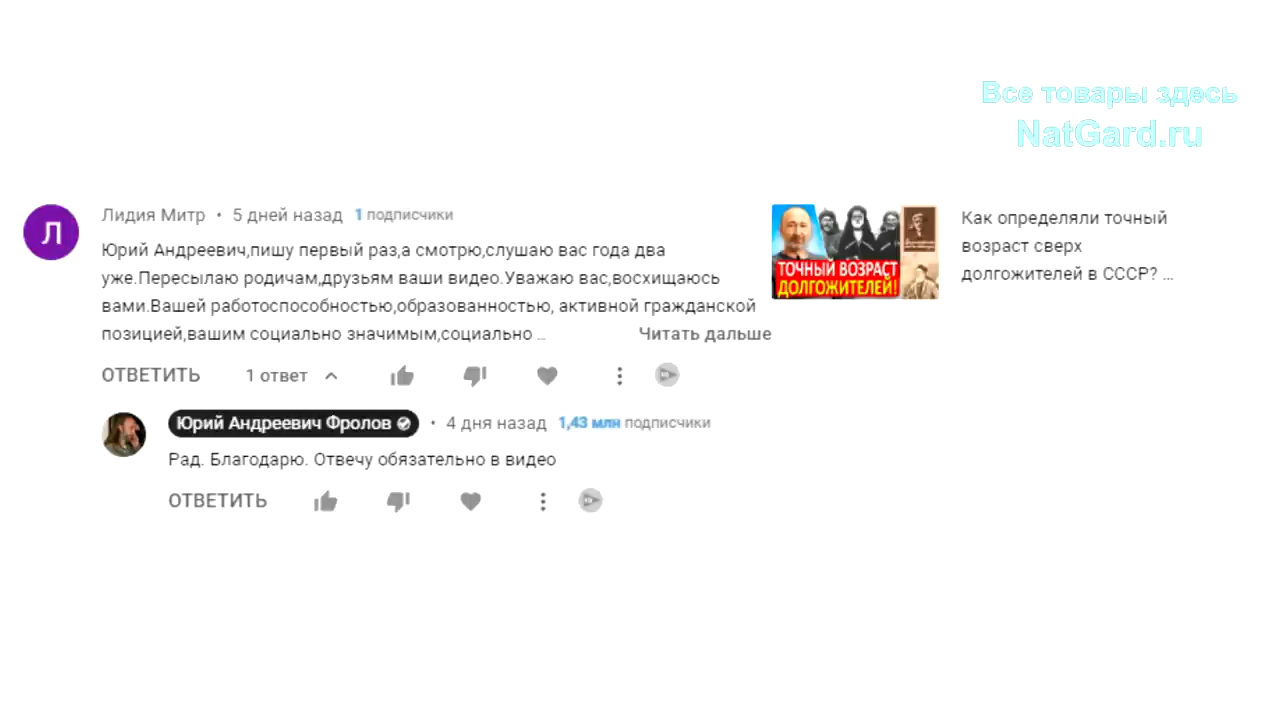 Все товары здесь
NatGard.ru
Л
Лидия Митр • 5 дней назад 1 подписчики
Юрий Андреевич,пишу первый раз,а смотрю,слушаю вас года два
уже.Пересылаю родичам,друзьям ваши видео.Уважаю вас,восхищаюсь
вами.Вашей работоспособностью,образованностью, активной гражданской
позицией,вашим социально значимым,социально ...
Читать дальше
ТОЧНЫЙ ВОЗРАСТ
ДОЛГОЖИТЕЛЕЙ!
Как определяли точный
возраст сверх
долгожителей в СССР? ...
ОТВЕТИТЬ 1 ответ
Юрий Андреевич Фролов • 4 дня назад 1,43 млн подписчики
Рад. Благодарю. Отвечу обязательно в видео
ОТВЕТИТЬ